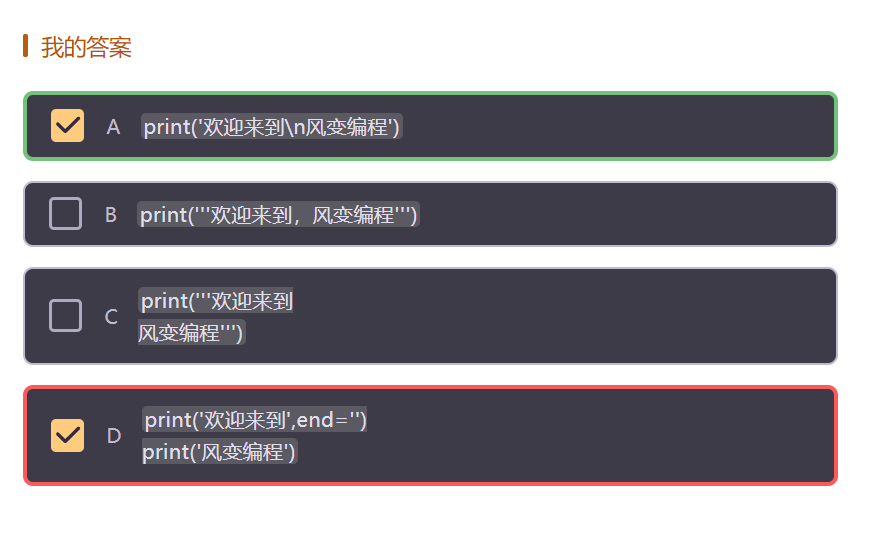 我的答案
A print('欢迎来到\n风变编程')
B print('''欢迎来到，风变编程''')
C print('''欢迎来到
风变编程''')
D print('欢迎来到',end='')
print('风变编程')